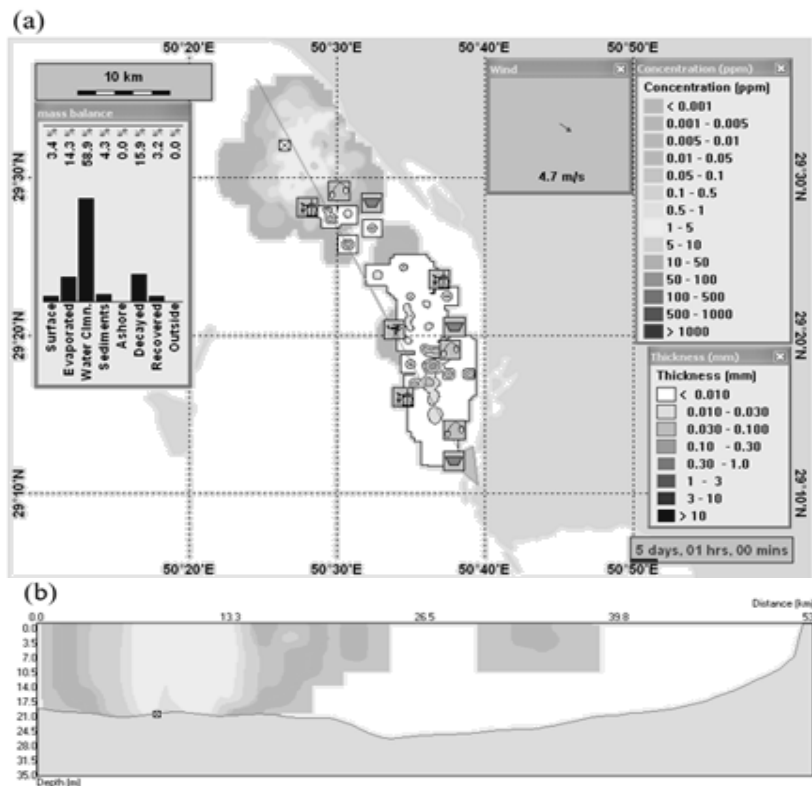 (a)
50°20'E 50°30'E 50°40'E 50°50'E
10 km
mass balance
% % % % % % % %
3.4 14.3 58.9 4.3 0.0 15.9 3.2 0.0
Surface
Evaporated
Water Clmn.
Sediments
Ashore
Decayed
Recovered
Outside
Wind
4.7 m/s
Concentration (ppm)
Concentration (ppm)
< 0.001
0.001 - 0.005
0.005 - 0.01
0.01 - 0.05
0.05 - 0.1
0.1 - 0.5
0.5 - 1
1 - 5
5 - 10
10 - 50
50 - 100
100 - 500
500 - 1000
> 1000
Thickness (mm)
Thickness (mm)
< 0.010
0.010 - 0.030
0.030 - 0.100
0.10 - 0.30
0.30 - 1.0
1 - 3
3 - 10
> 10
29°30'N 29°30'N
29°20'N 29°20'N
29°10'N 29°10'N
5 days, 01 hrs, 00 mins
50°20'E 50°30'E 50°40'E 50°50'E
(b)
Distance [km]
0.0 13.3 26.5 39.8
0.0
3.5
7.0
10.5
14.0
17.5
21.0
24.5
28.0
31.5
35.0
Depth [m]